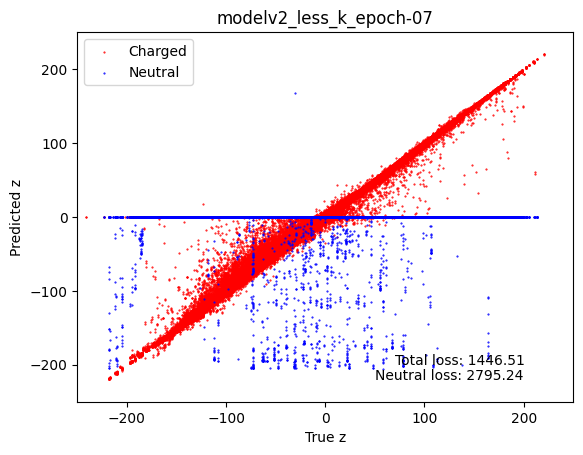 modelv2_less_k_epoch-07
Charged
Neutral
Predicted z
200
100
0
−100
−200
Total loss: 1446.51
Neutral loss: 2795.24
−200
−100
0
100
200
True z